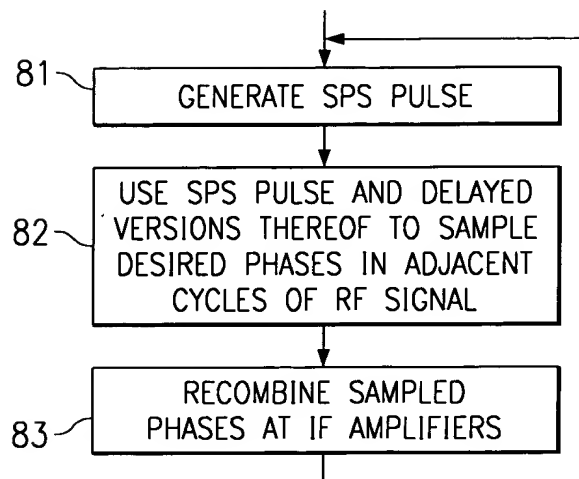 81
GENERATE SPS PULSE
82
USE SPS PULSE AND DELAYED
VERSIONS THEREOF TO SAMPLE
DESIRED PHASES IN ADJACENT
CYCLES OF RF SIGNAL
83
RECOMBINE SAMPLED
PHASES AT IF AMPLIFIERS